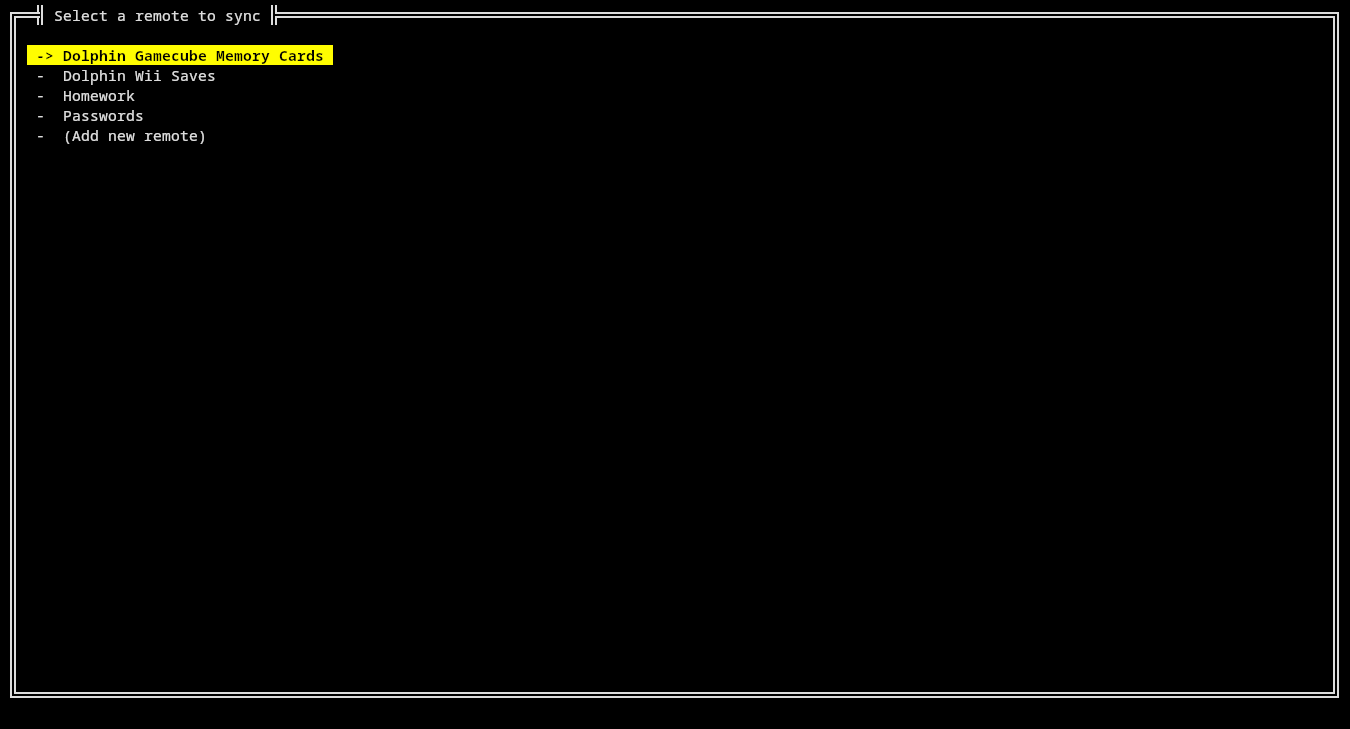 Select a remote to sync
-> Dolphin Gamecube Memory Cards
- Dolphin Wii Saves
- Homework
- Passwords
- (Add new remote)